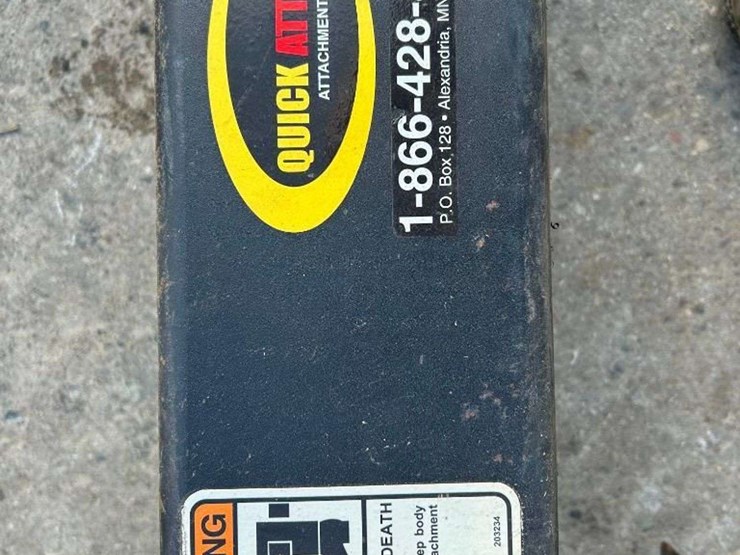 QUICK ATT
ATTACHMENT
1-866-428-
P.O. Box 128 • Alexandria, MN
NG
DEATH
ep body
achment
203234